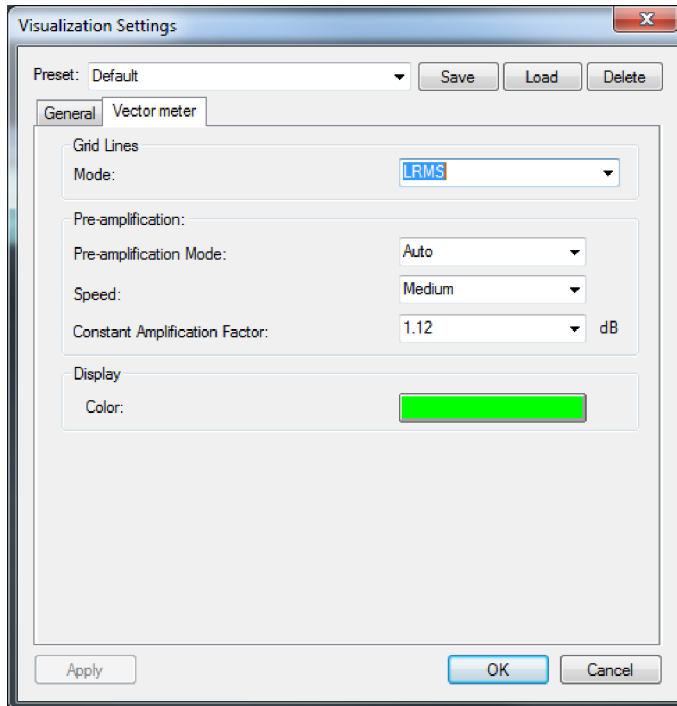 Visualization Settings
Preset: Default Save Load Delete
General Vector meter
Grid Lines
Mode: LRMS
Pre-amplification:
Pre-amplification Mode: Auto
Speed: Medium
Constant Amplification Factor: 1.12 dB
Display
Color:
Apply OK Cancel